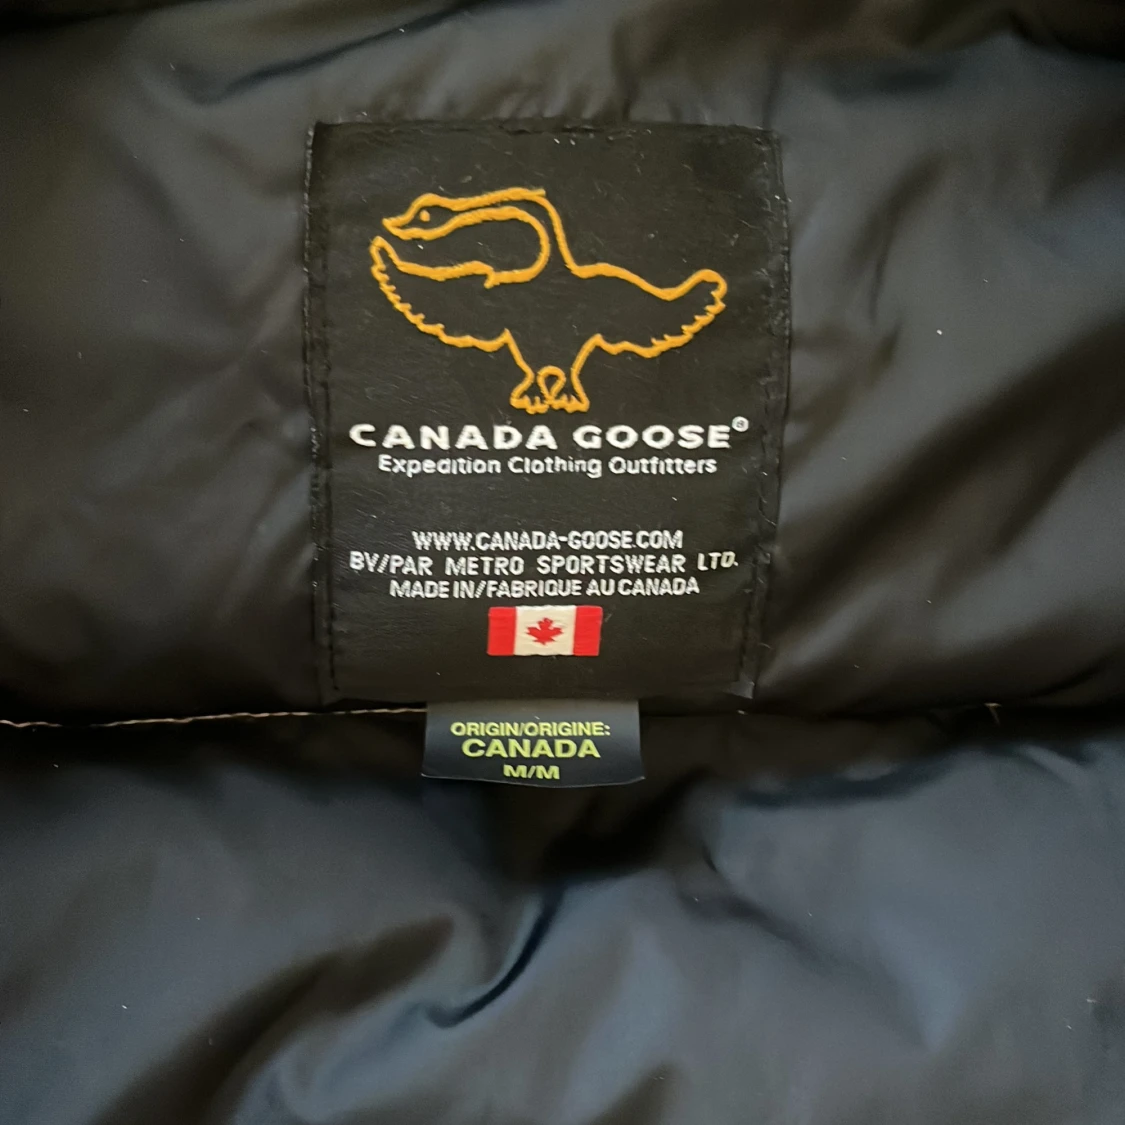 CANADA GOOSE®
Expedition Clothing Outfitters
WWW.CANADA-GOOSE.COM
BV/PAR METRO SPORTSWEAR LTD.
MADE IN/FABRIQUE AU CANADA
ORIGIN/ORIGINE:
CANADA
M/M